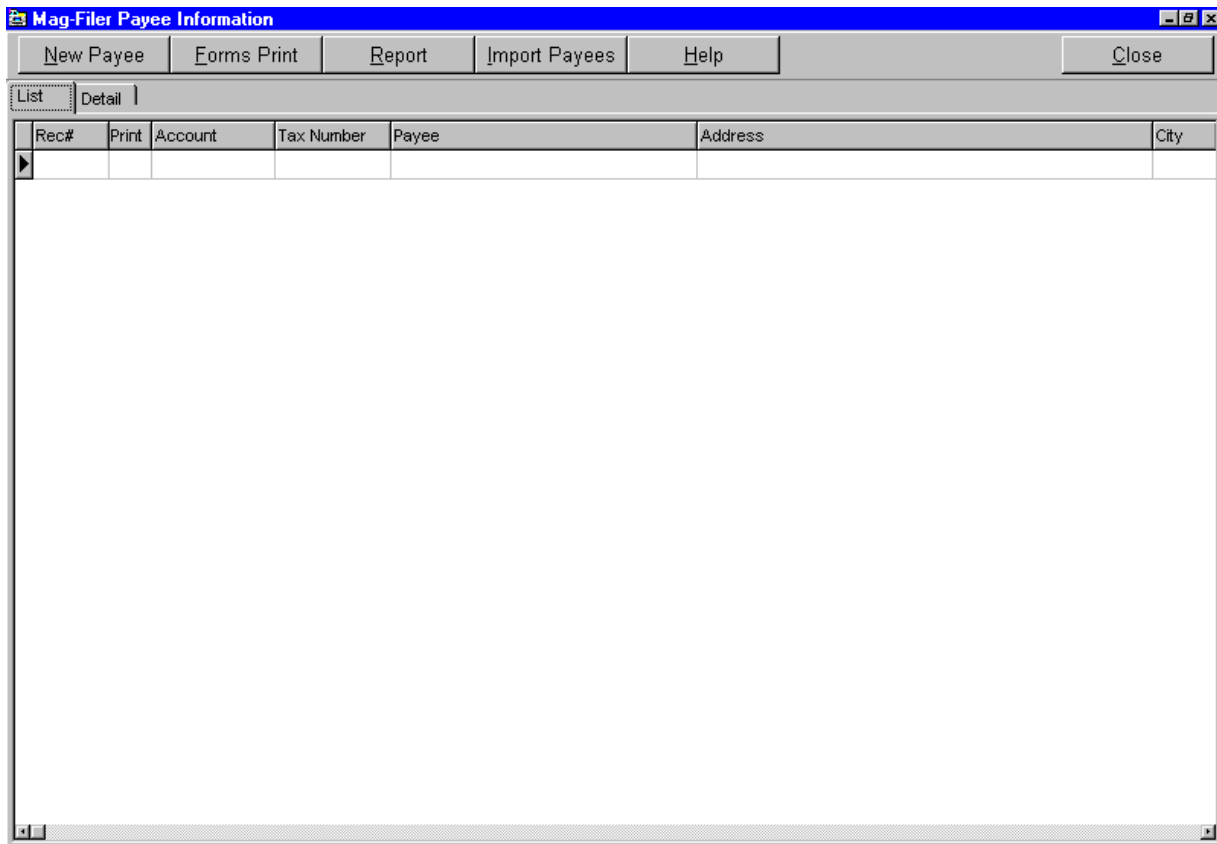 Mag-Filer Payee Information
New Payee Forms Print Report Import Payees Help Close
List Detail
Rec# Print Account Tax Number Payee Address City